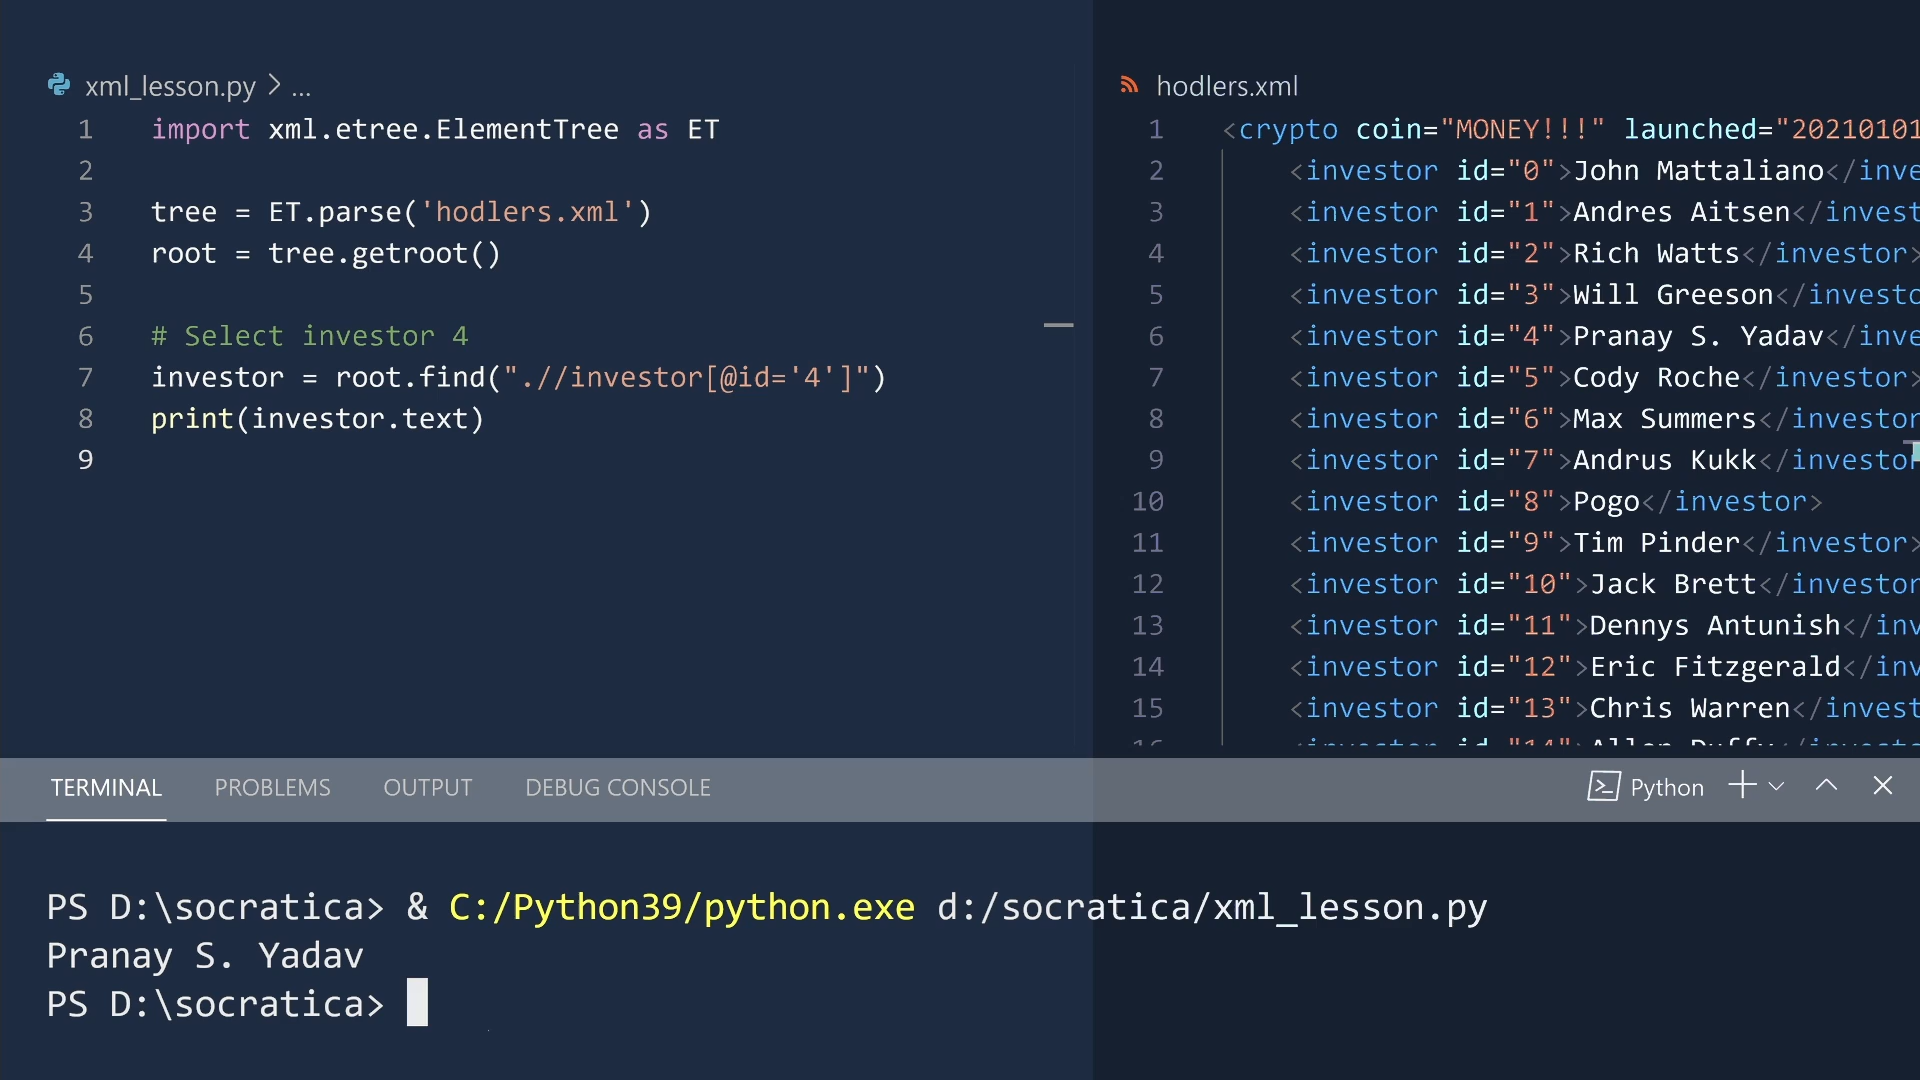 xml_lesson.py > ...
1 import xml.etree.ElementTree as ET
2
3 tree = ET.parse('hodlers.xml')
4 root = tree.getroot()
5
6 # Select investor 4
7 investor = root.find(".//investor[@id='4']")
8 print(investor.text)
9
hodlers.xml
1 <crypto coin="MONEY!!!" launched="20210101
2 <investor id="0">John Mattaliano</inve
3 <investor id="1">Andres Aitsen</invest
4 <investor id="2">Rich Watts</investor>
5 <investor id="3">Will Greeson</investo
6 <investor id="4">Pranay S. Yadav</inve
7 <investor id="5">Cody Roche</investor>
8 <investor id="6">Max Summers</investor
9 <investor id="7">Andrus Kukk</investor
10 <investor id="8">Pogo</investor>
11 <investor id="9">Tim Pinder</investor>
12 <investor id="10">Jack Brett</investor
13 <investor id="11">Dennys Antunish</inv
14 <investor id="12">Eric Fitzgerald</inv
15 <investor id="13">Chris Warren</invest
TERMINAL PROBLEMS OUTPUT DEBUG CONSOLE Python
PS D:\socratica> & C:/Python39/python.exe d:/socratica/xml_lesson.py
Pranay S. Yadav
PS D:\socratica>